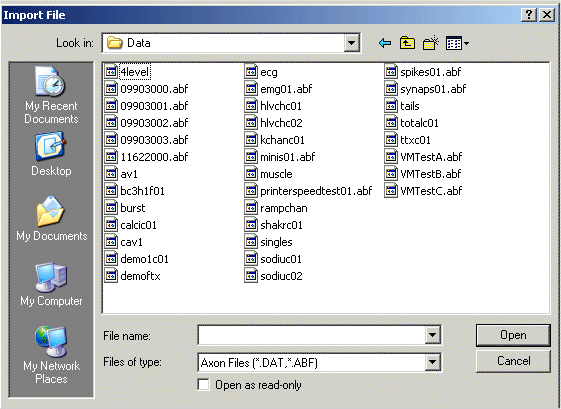 Import File
Look in:
Data
My Recent
Documents
Desktop
My Documents
My Computer
My Network
Places
4level
09903000.abf
09903001.abf
09903002.abf
09903003.abf
11622000.abf
av1
bc3h1f01
burst
calcic01
cav1
demo1c01
demoftx
ecg
emg01.abf
hlvchc01
hlvchc02
kchanc01
minis01.abf
muscle
printerspeedtest01.abf
rampchan
shakrc01
singles
sodiuc01
sodiuc02
spikes01.abf
synaps01.abf
tails
totalc01
ttxc01
VMTestA.abf
VMTestB.abf
VMTestC.abf
File name:
Open
Files of type:
Axon Files (*.DAT,*.ABF)
Cancel
Open as read-only